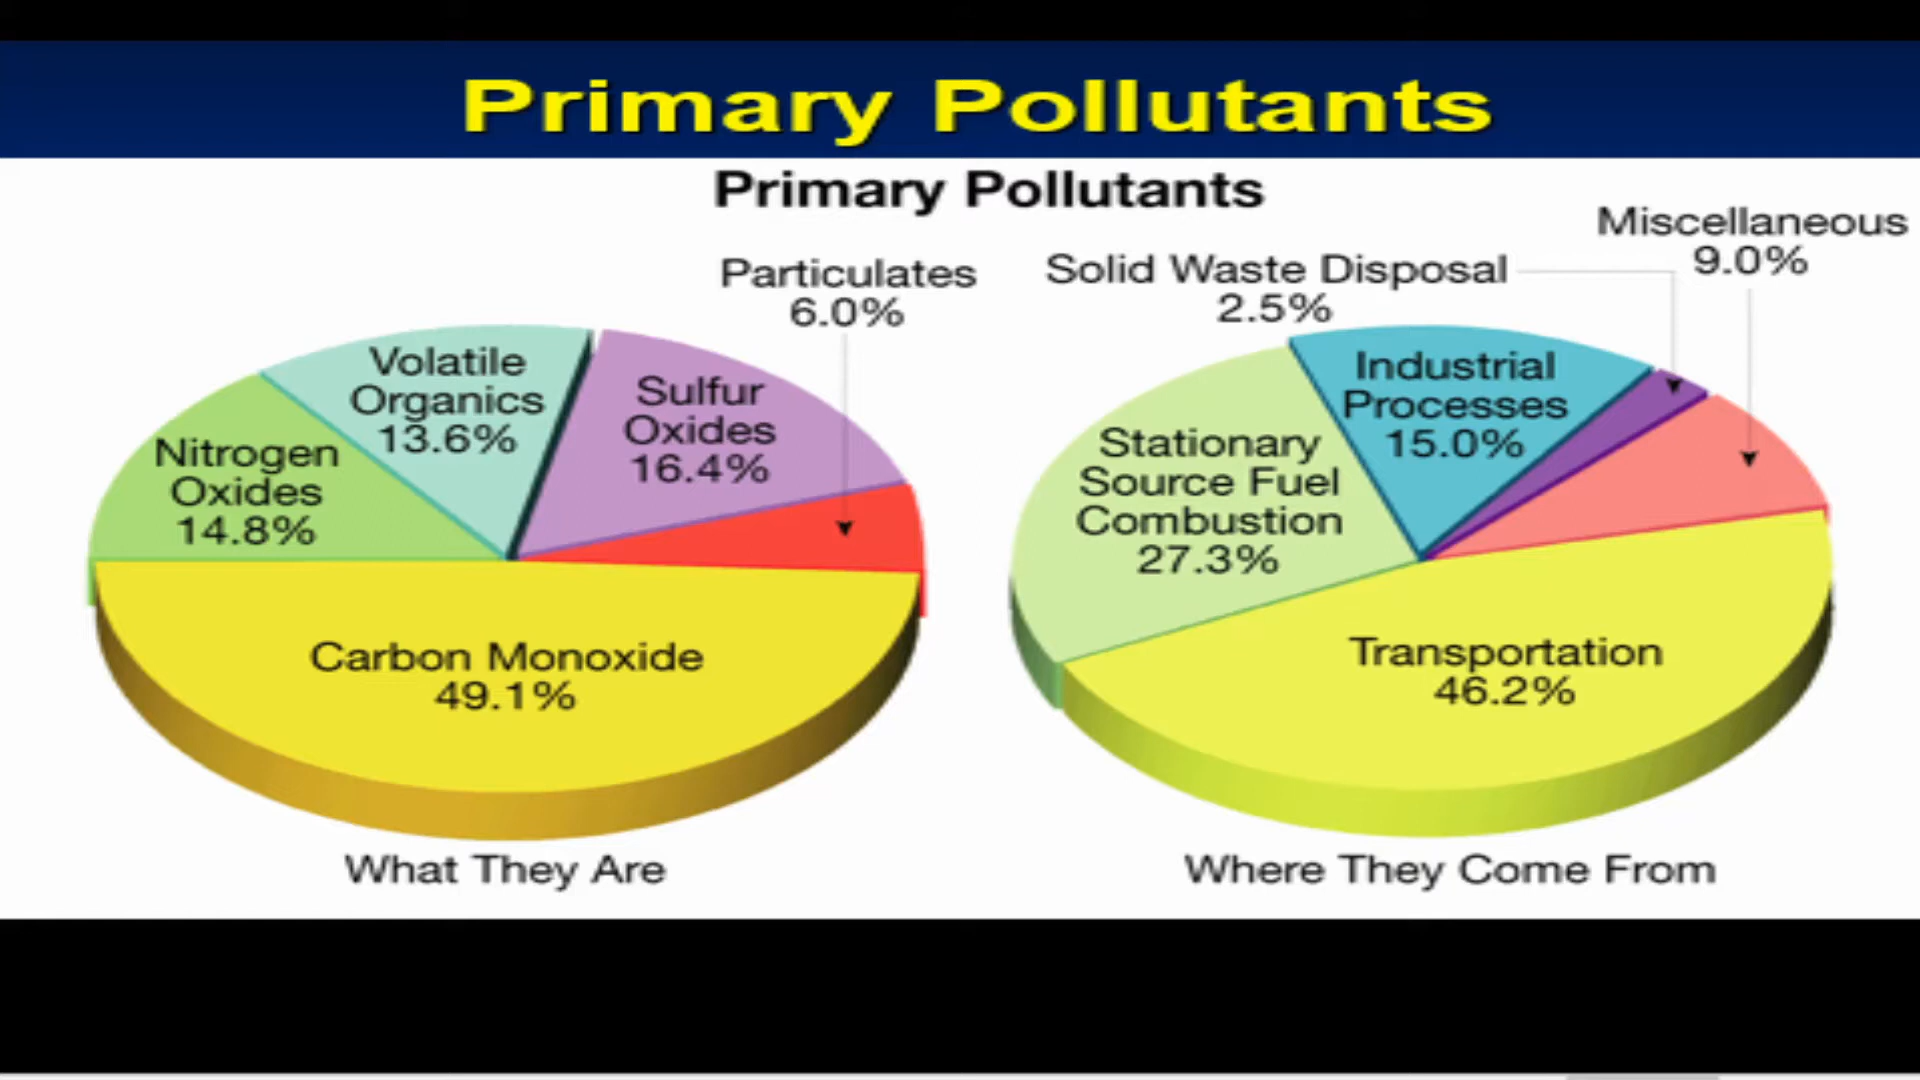 Primary Pollutants
Primary Pollutants
Particulates
6.0%
Volatile
Organics
13.6%
Sulfur
Oxides
16.4%
Nitrogen
Oxides
14.8%
Carbon Monoxide
49.1%
What They Are
Miscellaneous
9.0%
Solid Waste Disposal
2.5%
Industrial
Processes
15.0%
Stationary
Source Fuel
Combustion
27.3%
Transportation
46.2%
Where They Come From